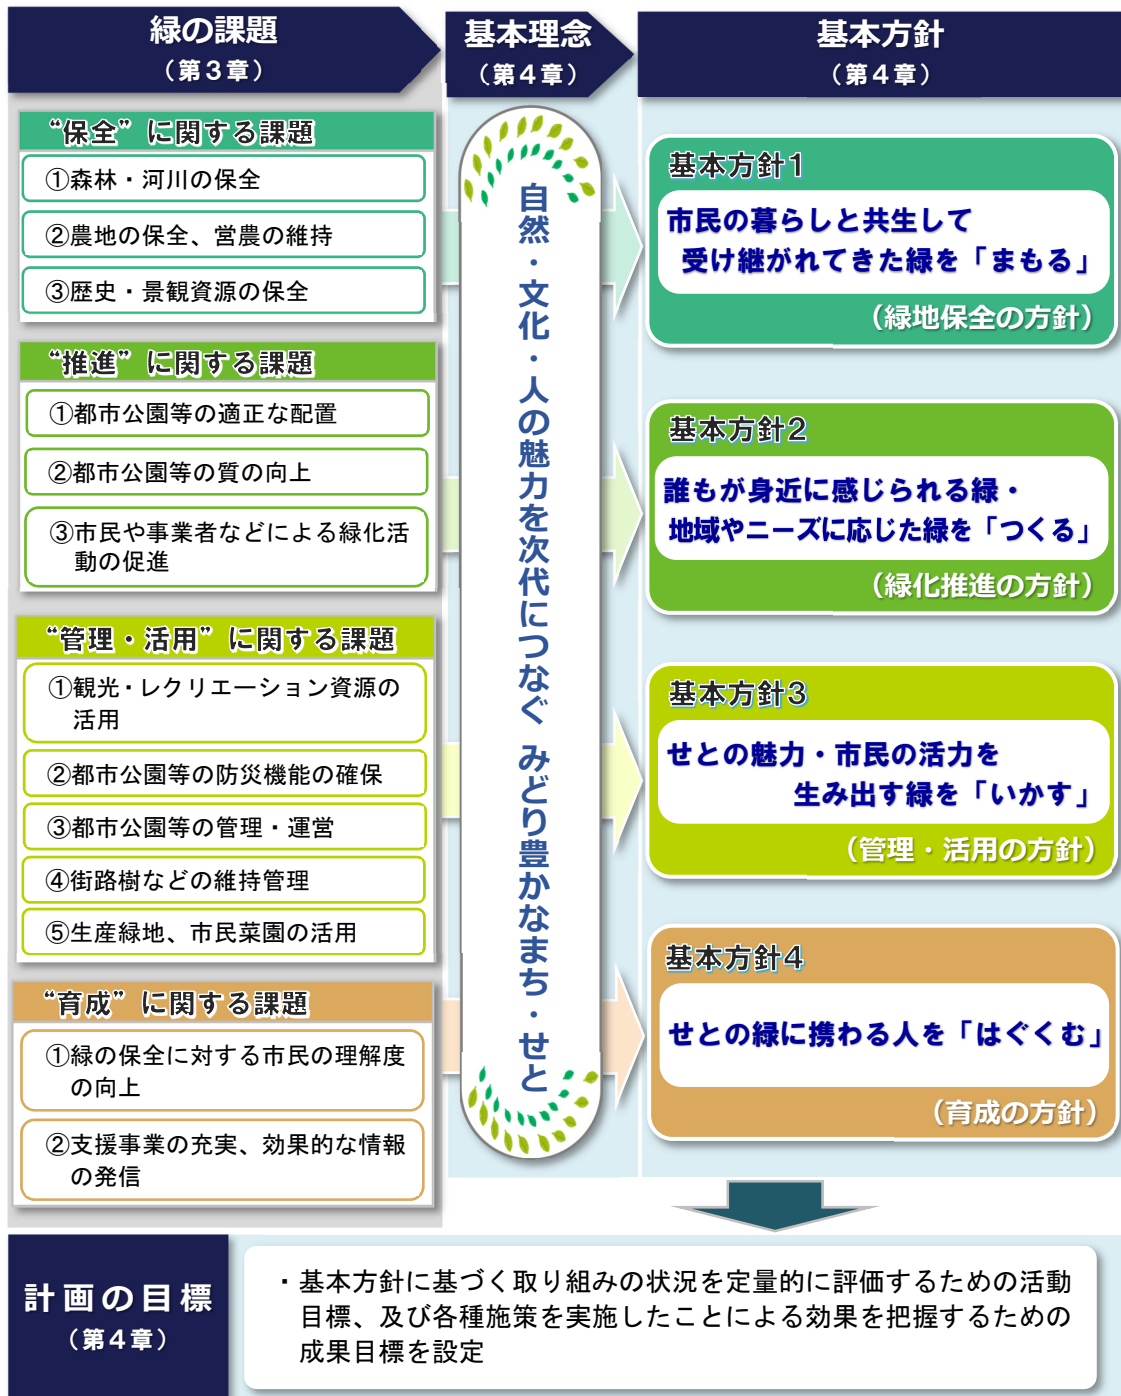 緑の課題
（第３章）
基本理念
（第４章）
基本方針
（第４章）
“保全”に関する課題
①森林・河川の保全
②農地の保全、営農の維持
③歴史・景観資源の保全
“推進”に関する課題
①都市公園等の適正な配置
②都市公園等の質の向上
③市民や事業者などによる緑化活
動の促進
“管理・活用”に関する課題
①観光・レクリエーション資源の
活用
②都市公園等の防災機能の確保
③都市公園等の管理・運営
④街路樹などの維持管理
⑤生産緑地、市民菜園の活用
“育成”に関する課題
①緑の保全に対する市民の理解度
の向上
②支援事業の充実、効果的な情報
の発信
自然・文化・人の魅力を次代につなぐ みどり豊かなまち・せと
基本方針１
市民の暮らしと共生して
受け継がれてきた緑を「まもる」
（緑地保全の方針）
基本方針２
誰もが身近に感じられる緑・
地域やニーズに応じた緑を「つくる」
（緑化推進の方針）
基本方針３
せとの魅力・市民の活力を
生み出す緑を「いかす」
（管理・活用の方針）
基本方針４
せとの緑に携わる人を「はぐくむ」
（育成の方針）
計画の目標
（第４章）
・基本方針に基づく取り組みの状況を定量的に評価するための活動
目標、及び各種施策を実施したことによる効果を把握するための
成果目標を設定